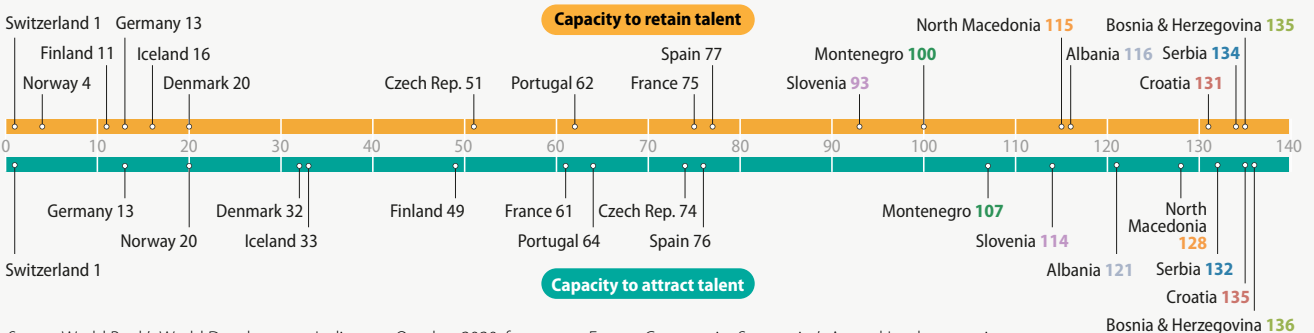 Capacity to retain talent
Switzerland 1
Germany 13
North Macedonia 115
Bosnia & Herzegovina 135
Finland 11
Iceland 16
Spain 77
Montenegro 100
Albania 116
Serbia 134
Norway 4
Denmark 20
Czech Rep. 51
Portugal 62
France 75
Slovenia 93
Croatia 131
0 10 20 30 40 50 60 70 80 90 100 110 120 130 140
Germany 13
Denmark 32
Finland 49
France 61
Czech Rep. 74
Montenegro 107
North
Macedonia
128
Norway 20
Iceland 33
Portugal 64
Spain 76
Slovenia 114
Switzerland 1
Albania 121
Serbia 132
Capacity to attract talent
Croatia 135
Bosnia & Herzegovina 136